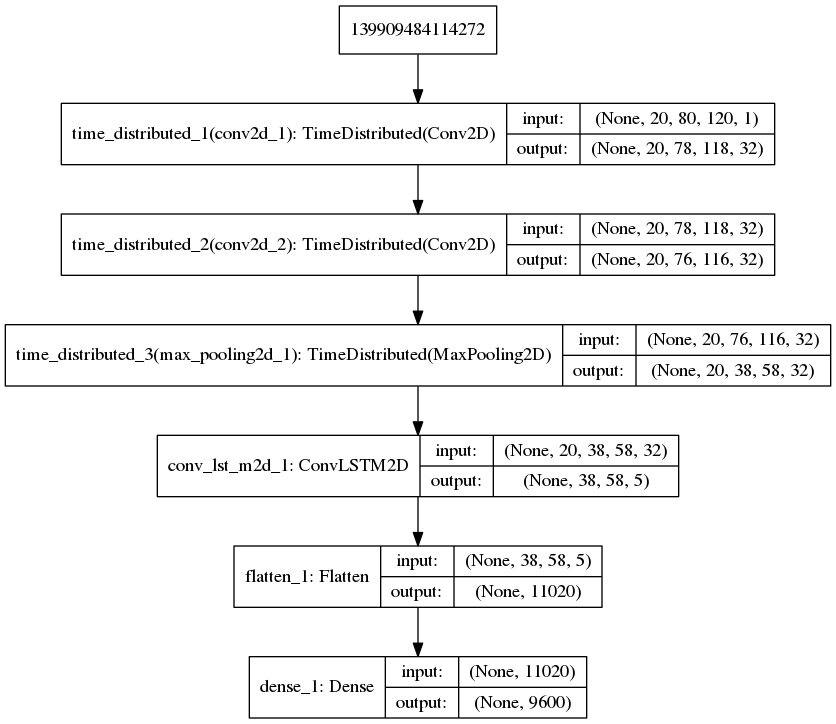 139909484114272
time_distributed_1(conv2d_1): TimeDistributed(Conv2D)
input: (None, 20, 80, 120, 1)
output: (None, 20, 78, 118, 32)
time_distributed_2(conv2d_2): TimeDistributed(Conv2D)
input: (None, 20, 78, 118, 32)
output: (None, 20, 76, 116, 32)
time_distributed_3(max_pooling2d_1): TimeDistributed(MaxPooling2D)
input: (None, 20, 76, 116, 32)
output: (None, 20, 38, 58, 32)
conv_lst_m2d_1: ConvLSTM2D
input: (None, 20, 38, 58, 32)
output: (None, 38, 58, 5)
flatten_1: Flatten
input: (None, 38, 58, 5)
output: (None, 11020)
dense_1: Dense
input: (None, 11020)
output: (None, 9600)